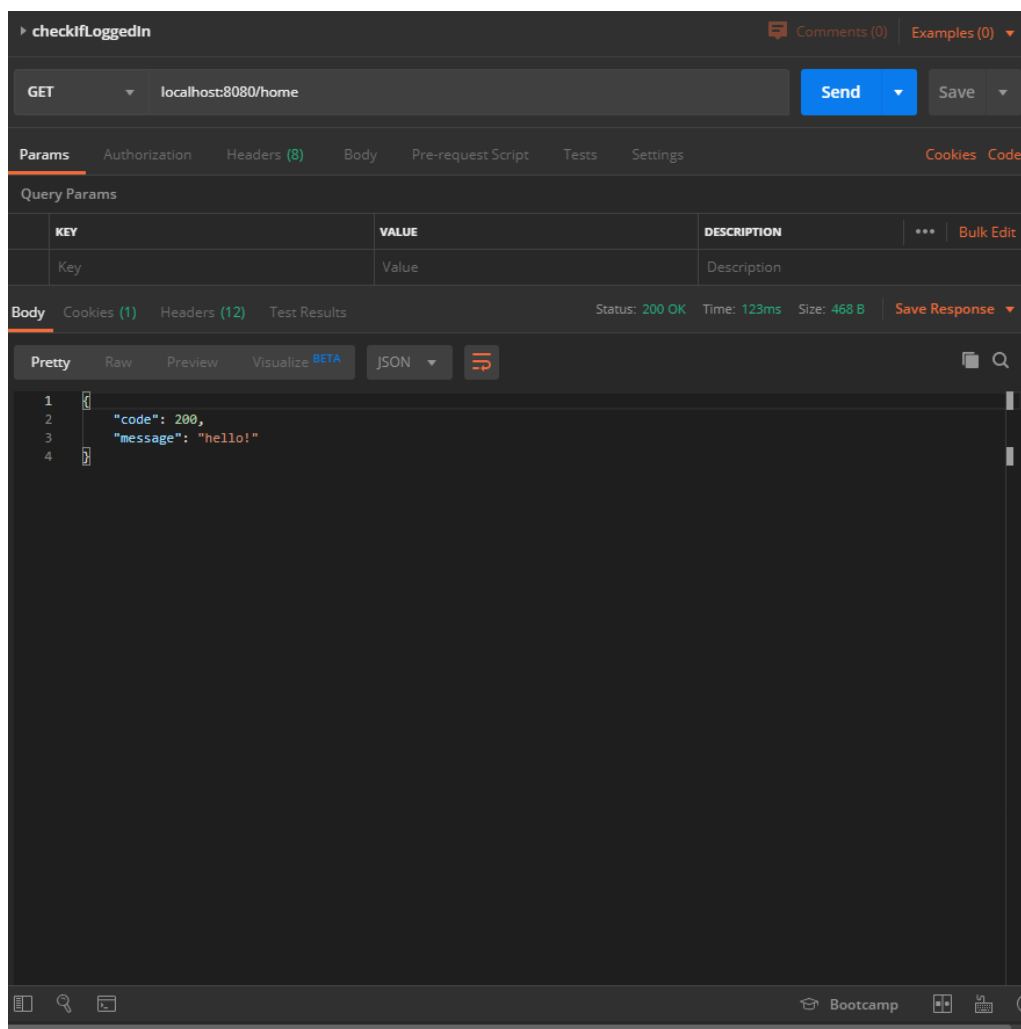 checkIfLoggedIn Comments (0) Examples (0)
GET localhost:8080/home Send Save
Params Authorization Headers (8) Body Pre-request Script Tests Settings Cookies Code
Query Params
KEY VALUE DESCRIPTION ••• Bulk Edit
Key Value Description
Body Cookies (1) Headers (12) Test Results Status: 200 OK Time: 123ms Size: 468 B Save Response
Pretty Raw Preview Visualize BETA JSON
1 {
2 "code": 200,
3 "message": "hello!"
4 }
Bootcamp